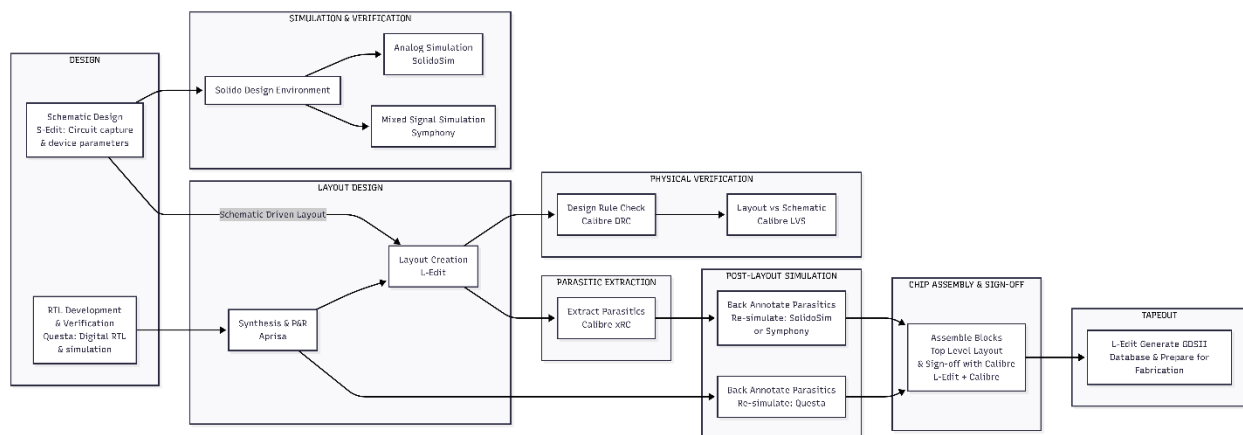 DESIGN
Schematic Design
S-Edit: Circuit capture
& device parameters
RTL Development
& Verification
Questa: Digital RTL
& simulation
SIMULATION & VERIFICATION
Solido Design Environment
Analog Simulation
SolidoSim
Mixed Signal Simulation
Symphony
LAYOUT DESIGN
Schematic Driven Layout
Layout Creation
L-Edit
Synthesis & P&R
Aprisa
PHYSICAL VERIFICATION
Design Rule Check
Calibre DRC
Layout vs Schematic
Calibre LVS
PARASITIC EXTRACTION
Extract Parasitics
Calibre xRC
POST-LAYOUT SIMULATION
Back Annotate Parasitics
Re-simulate: SolidoSim
or Symphony
Back Annotate Parasitics
Re-simulate: Questa
CHIP ASSEMBLY & SIGN-OFF
Assemble Blocks
Top Level Layout
& Sign-off with Calibre
L-Edit + Calibre
TAPEOUT
L-Edit Generate GDSII
Database & Prepare for
Fabrication